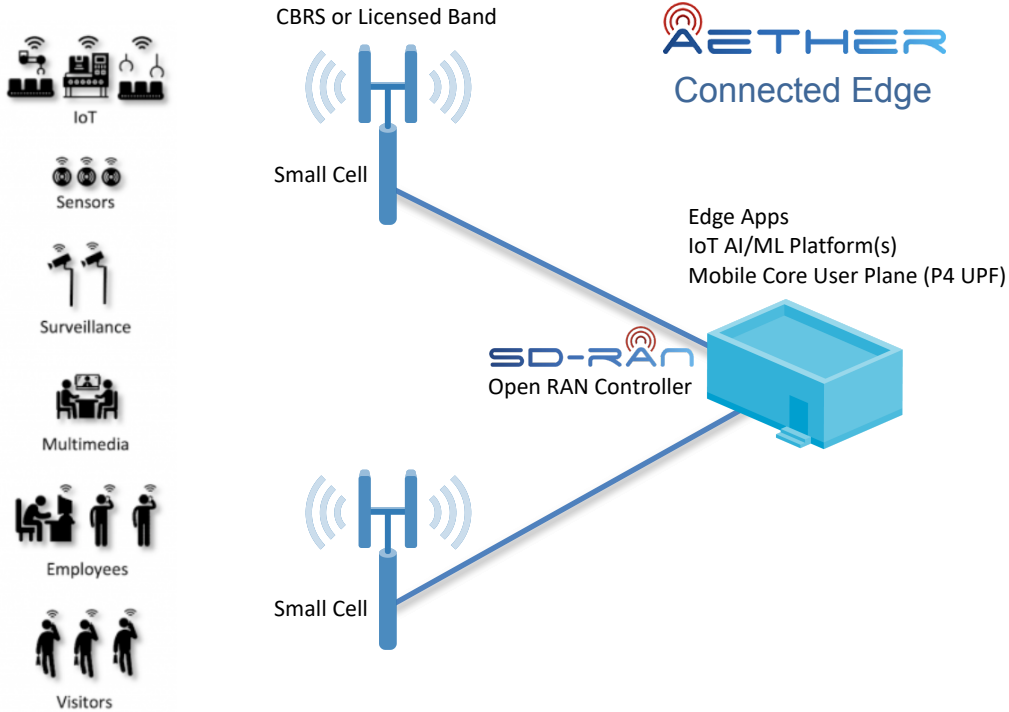 IoT
Sensors
Surveillance
Multimedia
Employees
Visitors
CBRS or Licensed Band
Small Cell
AETHER
Connected Edge
Edge Apps
IoT AI/ML Platform(s)
Mobile Core User Plane (P4 UPF)
SD-RAN
Open RAN Controller
Small Cell